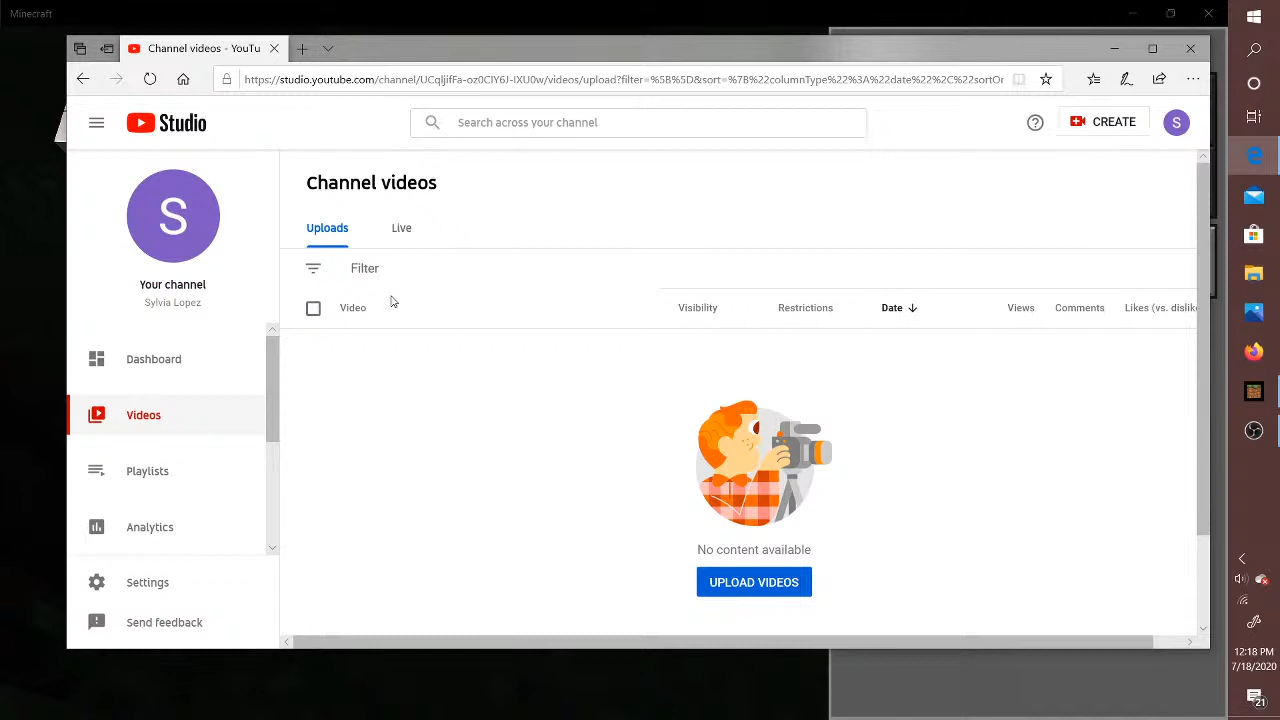 Minecraft
Channel videos - YouTu
https://studio.youtube.com/channel/UCqljifFa-oz0ClY6J-IXU0w/videos/upload?filter=%5B%5D&sort=%7B%22columnType%22%3A%22date%22%2C%22sortOr
Studio
Search across your channel
CREATE
S
S
Your channel
Sylvia Lopez
Dashboard
Videos
Playlists
Analytics
Settings
Send feedback
Channel videos
Uploads Live
Filter
Video Visibility Restrictions Date Views Comments Likes (vs. dislike
No content available
UPLOAD VIDEOS
12:18 PM
7/18/2020
21